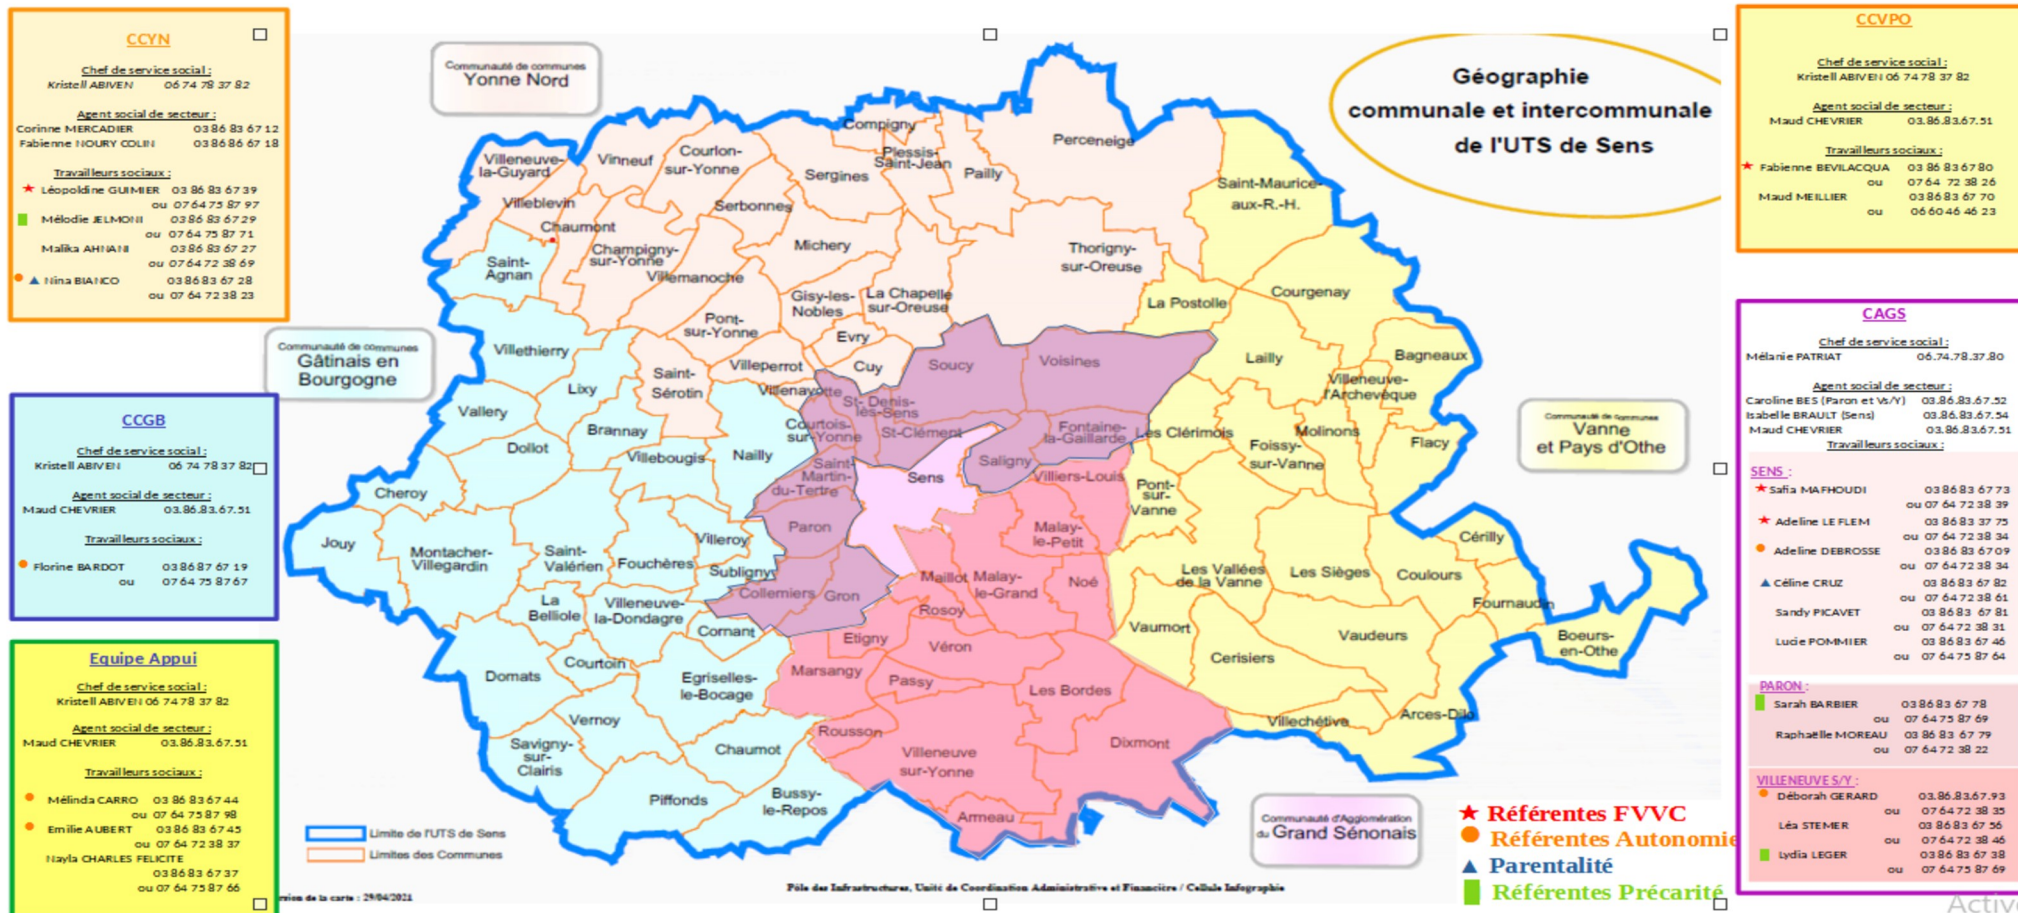 CCYN
Chef de service social :
Kristell ABIVEN 06 74 78 37 82
Agent social de secteur :
Corinne MERCADIER 03 86 83 67 12
Fabienne NOURY COLIN 03 86 86 67 18
Travailleurs sociaux :
Léopoldine GUIMIER 03 86 83 67 39
ou 07 64 75 87 97
Mélodie JELMONI 03 86 83 67 29
ou 07 64 75 87 71
Malika AHNANI 03 86 83 67 27
ou 07 64 72 38 69
Nina BIANCO 03 86 83 67 28
ou 07 64 72 38 23
CCGB
Chef de service social :
Kristell ABIVEN 06 74 78 37 82
Agent social de secteur :
Maud CHEVRIER 03.86.83.67.51
Travailleurs sociaux :
Florine BARDOT 03 86 87 67 19
ou 07 64 75 87 67
Equipe Appui
Chef de service social :
Kristell ABIVEN 06 74 78 37 82
Agent social de secteur :
Maud CHEVRIER 03.86.83.67.51
Travailleurs sociaux :
Mélinda CARRO 03 86 83 67 44
ou 07 64 75 87 98
Emilie AUBERT 03 86 83 67 45
ou 07 64 72 38 37
Nayla CHARLES FELICITE
03 86 83 67 37
ou 07 64 75 87 66
Communauté de communes
Yonne Nord
Géographie
communale et intercommunale
de l'UTS de Sens
Communauté de communes
Gâtinais en
Bourgogne
Communauté de communes
Vanne
et Pays d'Othe
Communauté d'Agglomération
du Grand Sénonais
Villeneuve-
la-Guyard
Vinneuf
Courlon-
sur-Yonne
Compigny
Plessis-
Saint-Jean
Sergines
Pailly
Perceneige
Saint-Maurice-
aux-R.-H.
Villeblevin
Chaumont
Serbonnes
Champigny-
sur-Yonne
Villemanoche
Michery
Thorigny-
sur-Oreuse
Saint-
Agnan
Gisy-les-
Nobles
La Chapelle
sur-Oreuse
La Postolle
Courgenay
Pont-
sur-Yonne
Evry
Cuy
Villethierry
Villeperrot
Saint-
Sérotin
Villenavotte
Soucy
Voisines
Lailly
Bagneaux
Villeneuve-
l'Archevêque
Lixy
Vallery
Brannay
Dollot
Villebougis
Nailly
St-Denis-
lès-Sens
Courtois-
sur-Yonne
St-Clément
Fontaine-
la-Gaillarde
Les Clérimois
Molinons
Foissy-
sur-Vanne
Flacy
Saligny
Saint-
Martin-
du-Tertre
Sens
Villiers-Louis
Pont-
sur-
Vanne
Cheroy
Jouy
Montacher-
Villegardin
Saint-
Valérien
Fouchères
Villeroy
Subligny
Paron
Malay-
le-Petit
Cérilly
Collemiers
Gron
Maillot
Malay-
le-Grand
Noé
Les Vallées
de la Vanne
Les Sièges
Coulours
Fournaudin
La
Belliole
Villeneuve-
la-Dondagre
Cornant
Rosoy
Etigny
Véron
Vaumort
Vaudeurs
Boeurs-
en-Othe
Courtoin
Domats
Egriselles-
le-Bocage
Marsangy
Passy
Les Bordes
Cerisiers
Vernoy
Savigny-
sur-
Clairis
Chaumot
Rousson
Villeneuve
sur-Yonne
Dixmont
Villechétive
Arces-Dilo
Piffonds
Bussy-
le-Repos
Armeau
Limite de l'UTS de Sens
Limites des Communes
rsion de la carte : 29/04/2021
Pôle des Infrastructures, Unité de Coordination Administrative et Financière / Cellule Infographie
Référentes FVVC
Référentes Autonomie
Parentalité
Référentes Précarité
CCVPO
Chef de service social :
Kristell ABIVEN 06 74 78 37 82
Agent social de secteur :
Maud CHEVRIER 03.86.83.67.51
Travailleurs sociaux :
Fabienne BEVILACQUA 03 86 83 67 80
ou 07 64 72 38 26
Maud MEILLIER 03 86 83 67 70
ou 06 60 46 46 23
CAGS
Chef de service social :
Mélanie PATRIAT 06.74.78.37.80
Agent social de secteur :
Caroline BES (Paron et Vs/Y) 03.86.83.67.52
Isabelle BRAULT (Sens) 03.86.83.67.54
Maud CHEVRIER 03.86.83.67.51
Travailleurs sociaux :
SENS :
Safia MAFHOUDI 03 86 83 67 73
ou 07 64 72 38 39
Adeline LE FLEM 03 86 83 37 75
ou 07 64 72 38 34
Adeline DEBROSSE 03 86 83 67 09
ou 07 64 72 38 34
Céline CRUZ 03 86 83 67 82
ou 07 64 72 38 61
Sandy PICAVET 03 86 83 67 81
ou 07 64 72 38 31
Lucie POMMIER 03 86 83 67 46
ou 07 64 75 87 64
PARON :
Sarah BARBIER 03 86 83 67 78
ou 07 64 75 87 69
Raphaëlle MOREAU 03 86 83 67 79
ou 07 64 72 38 22
VILLENEUVE S/Y :
Déborah GERARD 03.86.83.67.93
ou 07 64 72 38 35
Léa STEMER 03 86 83 67 56
ou 07 64 72 38 46
Lydia LEGER 03 86 83 67 38
ou 07 64 75 87 69
Active